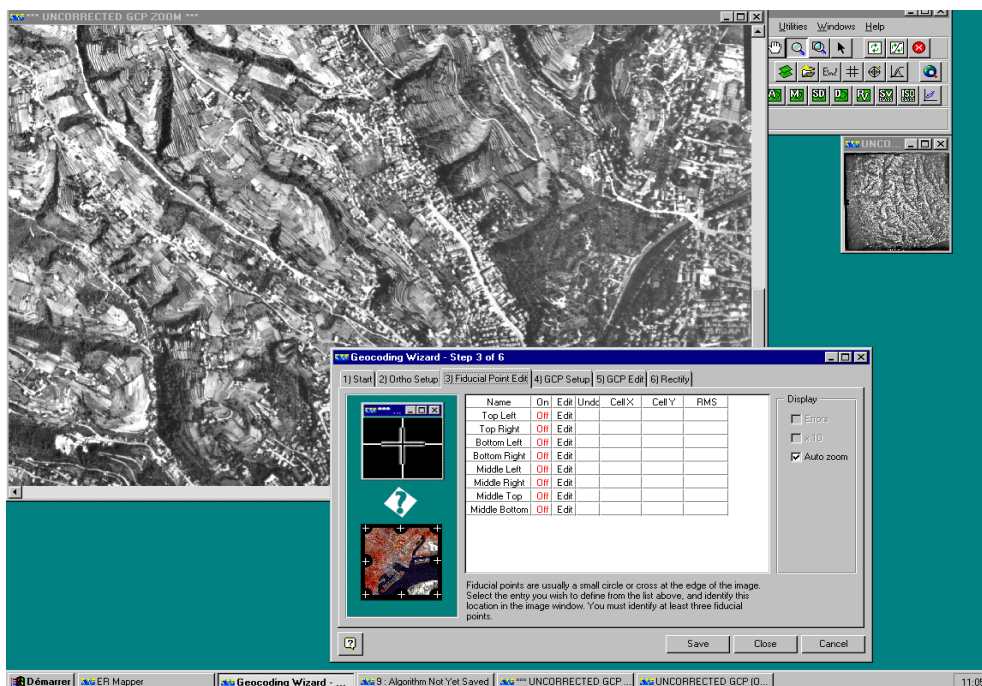 *** UNCORRECTED GCP ZOOM ***
Utilities Windows Help
Eml
A M SD D SV ISO
UNCO...
Geocoding Wizard - Step 3 of 6
1) Start 2) Ortho Setup 3) Fiducial Point Edit 4) GCP Setup 5) GCP Edit 6) Rectify
*** ...
Name On Edit Undo Cell X Cell Y RMS
Top Left Off Edit
Top Right Off Edit
Bottom Left Off Edit
Bottom Right Off Edit
Middle Left Off Edit
Middle Right Off Edit
Middle Top Off Edit
Middle Bottom Off Edit
Display
Errors
x 10
Auto zoom
Fiducial points are usually a small circle or cross at the edge of the image.
Select the entry you wish to define from the list above, and identify this
location in the image window. You must identify at least three fiducial
points.
Save Close Cancel
Démarrer ER Mapper Geocoding Wizard - ... 9 : Algorithm Not Yet Saved *** UNCORRECTED GCP ... UNCORRECTED GCP (O... 11:05